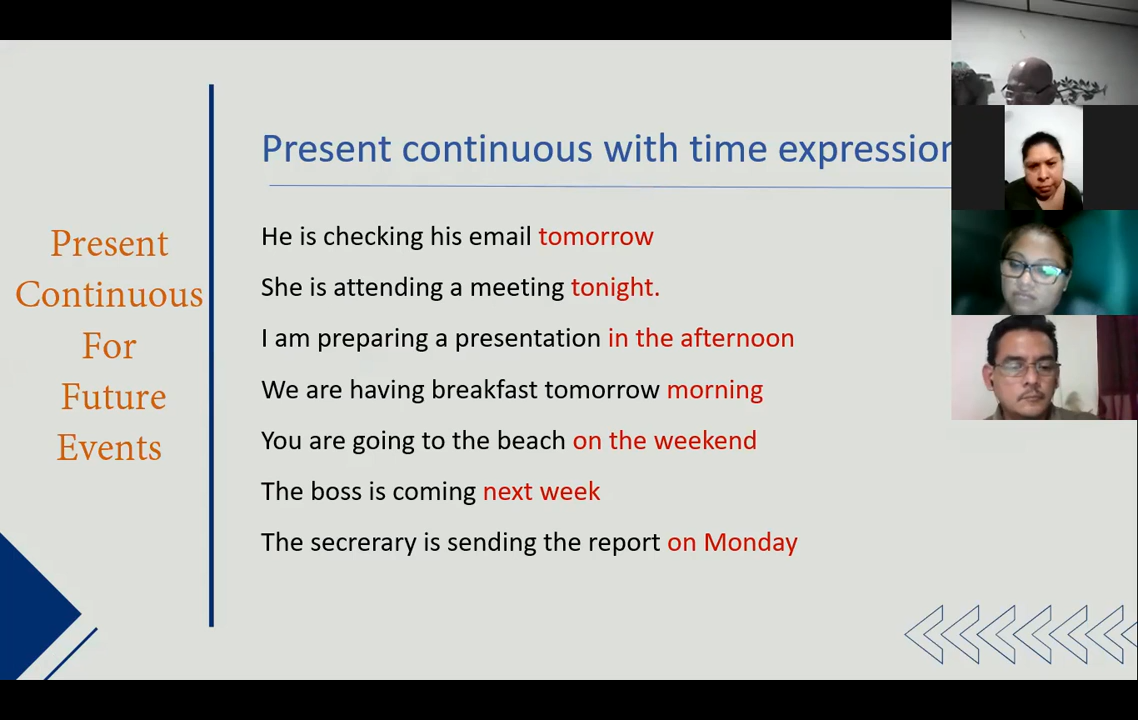 Present continuous with time expression
Present
Continuous
For
Future
Events
He is checking his email tomorrow
She is attending a meeting tonight.
I am preparing a presentation in the afternoon
We are having breakfast tomorrow morning
You are going to the beach on the weekend
The boss is coming next week
The secrerary is sending the report on Monday